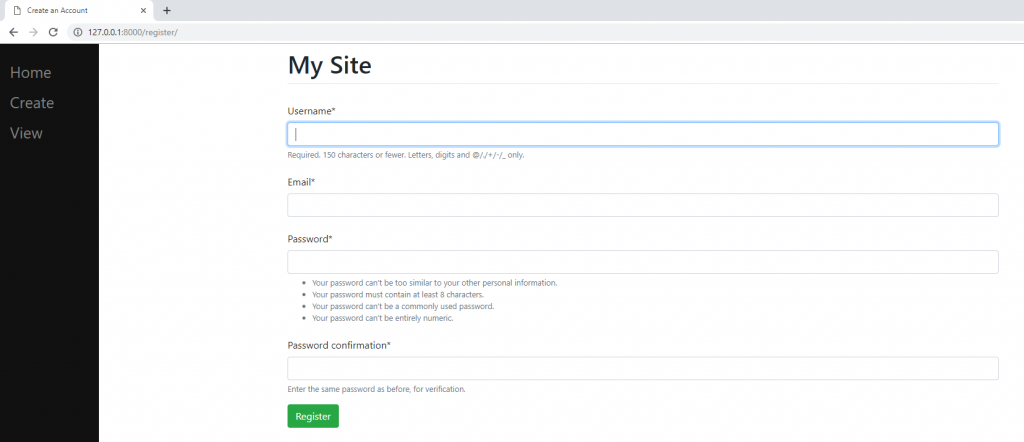 Create an Account
127.0.0.1:8000/register/
Home
Create
View
My Site
Username*
Required. 150 characters or fewer. Letters, digits and @/./+/-/_ only.
Email*
Password*
Your password can't be too similar to your other personal information.
Your password must contain at least 8 characters.
Your password can't be a commonly used password.
Your password can't be entirely numeric.
Password confirmation*
Enter the same password as before, for verification.
Register